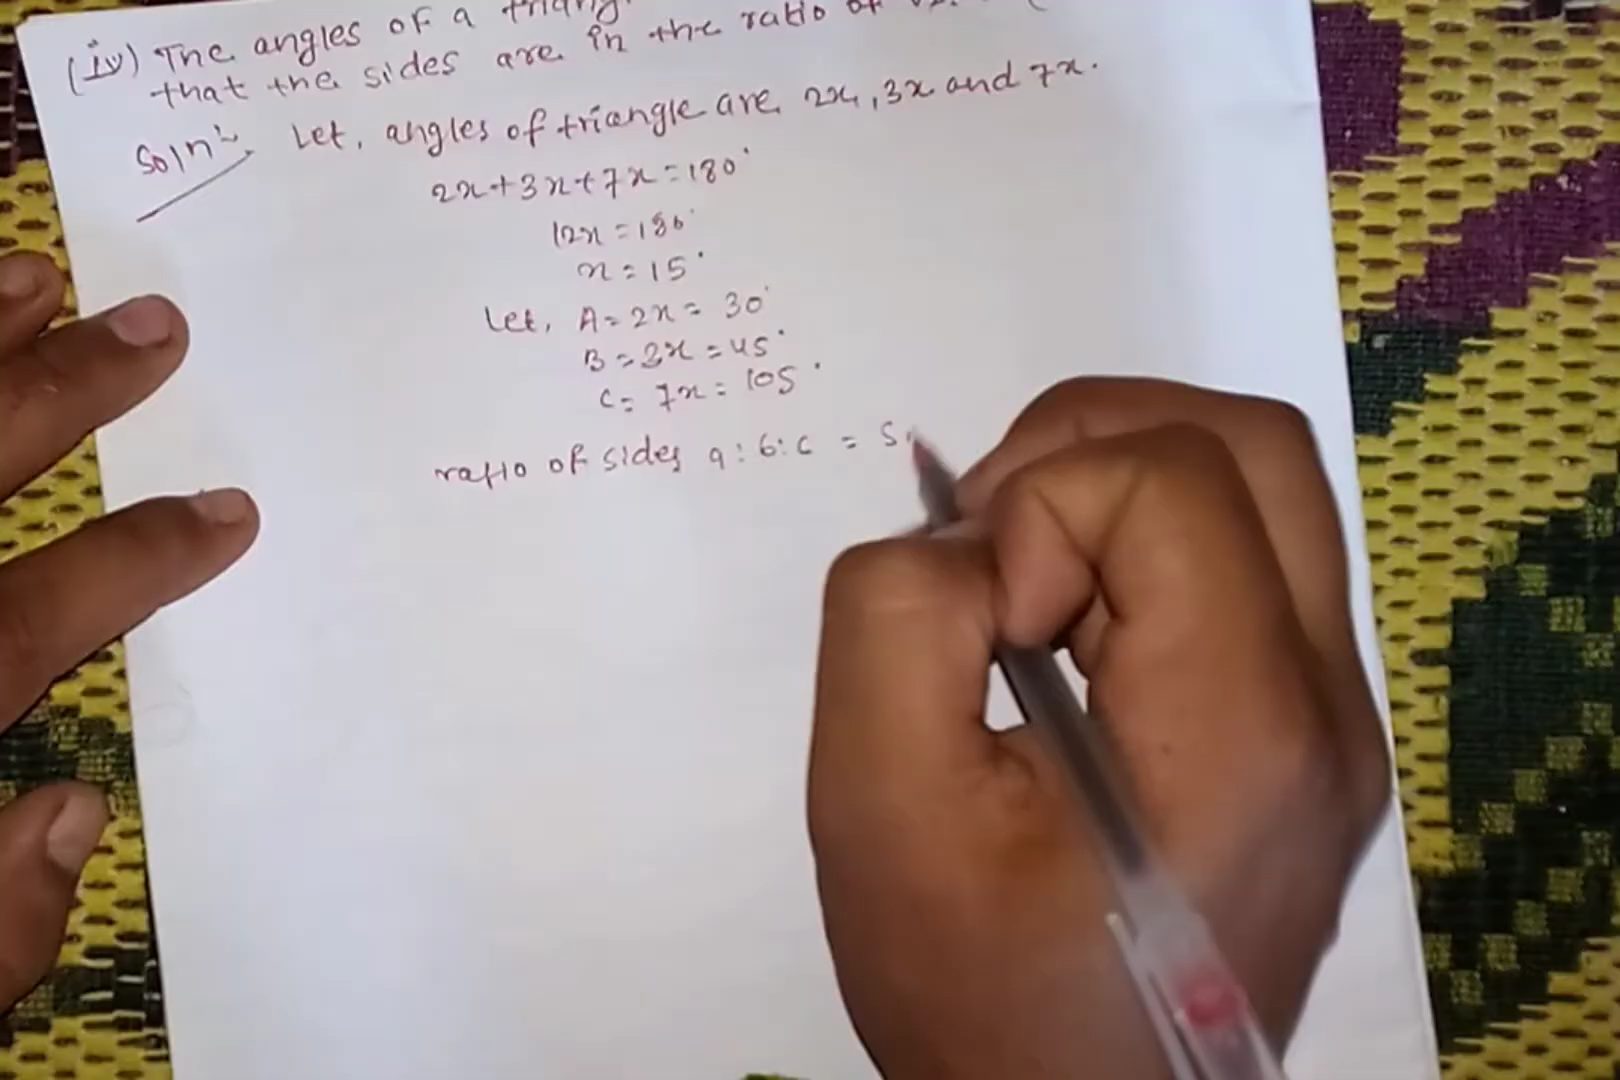 (iv) The angles of a
that the sides are in the ratio of
Soln:- Let, angles of triangle are 2x, 3x and 7x.
2x+3x+7x=180°
12x=180°
x=15°
Let, A=2x= 30°
B=3x=45°
C= 7x= 105°
ratio of sides a:b:c =